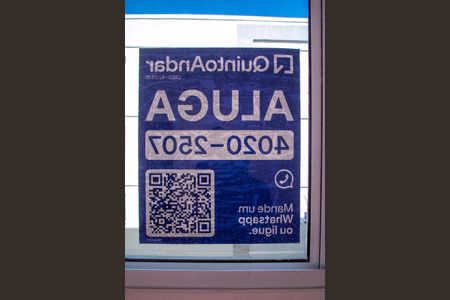 QuintoAndar
ALUGA
4020-2507
Mande um
Whatsapp
ou ligue.